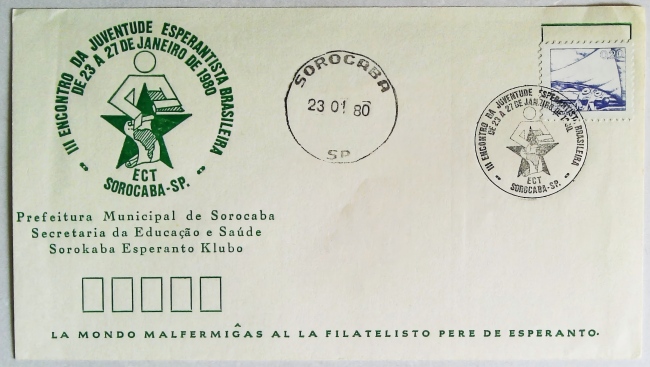 III ENCONTRO DA JUVENTUDE ESPERANTISTA BRASILEIRA
DE 23 A 27 DE JANEIRO DE 1980
ECT
SOROCABA-SP.
Prefeitura Municipal de Sorocaba
Secretaria da Educação e Saúde
Sorokaba Esperanto Klubo
SOROCABA
23 01 80
SP
III ENCONTRO DA JUVENTUDE ESPERANTISTA BRASILEIRA
DE 23 A 27 DE JANEIRO DE
ECT
SOROCABA-SP.
LA MONDO MALFERMIĜAS AL LA FILATELISTO PERE DE ESPERANTO.